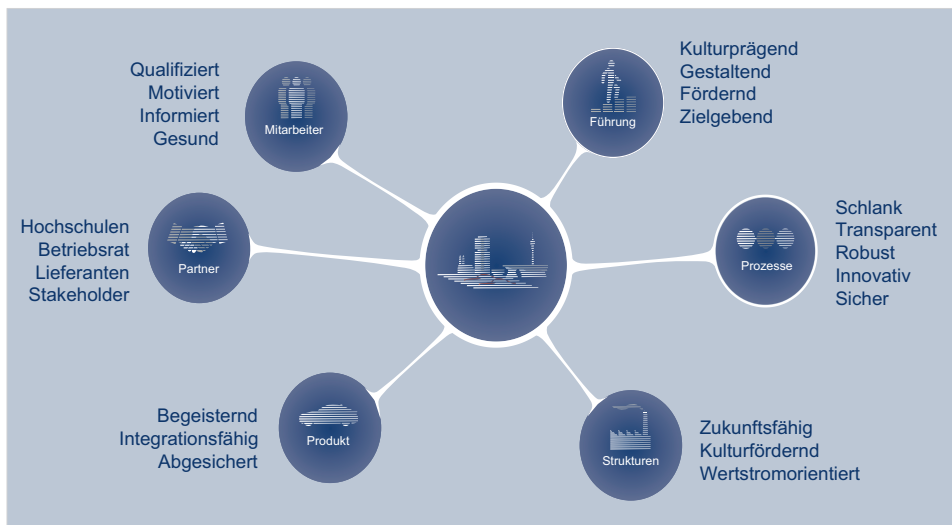 Qualifiziert
Motiviert
Informiert
Gesund
Mitarbeiter
Kulturprägend
Gestaltend
Fördernd
Zielgebend
Führung
Hochschulen
Betriebsrat
Lieferanten
Stakeholder
Partner
Schlank
Transparent
Robust
Innovativ
Sicher
Prozesse
Begeisternd
Integrationsfähig
Abgesichert
Produkt
Zukunftsfähig
Kulturfördernd
Wertstromorientiert
Strukturen